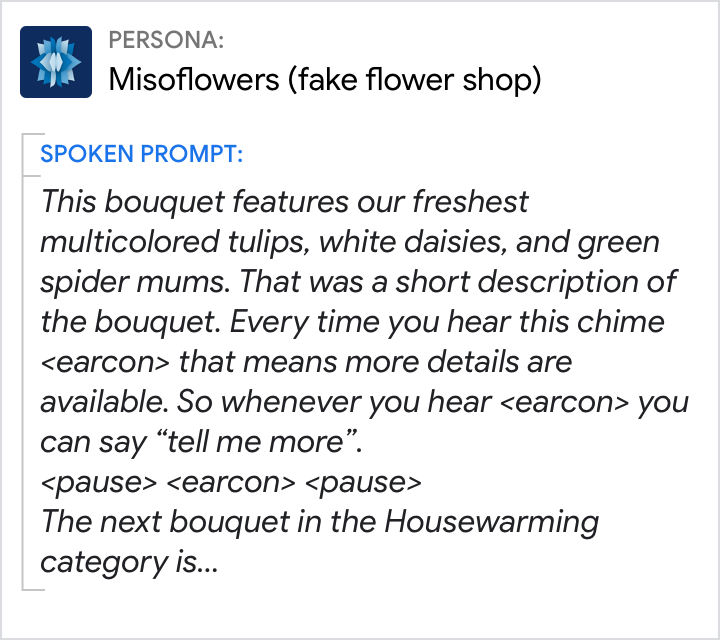 PERSONA:
Misoflowers (fake flower shop)
SPOKEN PROMPT:
This bouquet features our freshest
multicolored tulips, white daisies, and green
spider mums. That was a short description of
the bouquet. Every time you hear this chime
<earcon> that means more details are
available. So whenever you hear <earcon> you
can say “tell me more”.
<pause> <earcon> <pause>
The next bouquet in the Housewarming
category is...